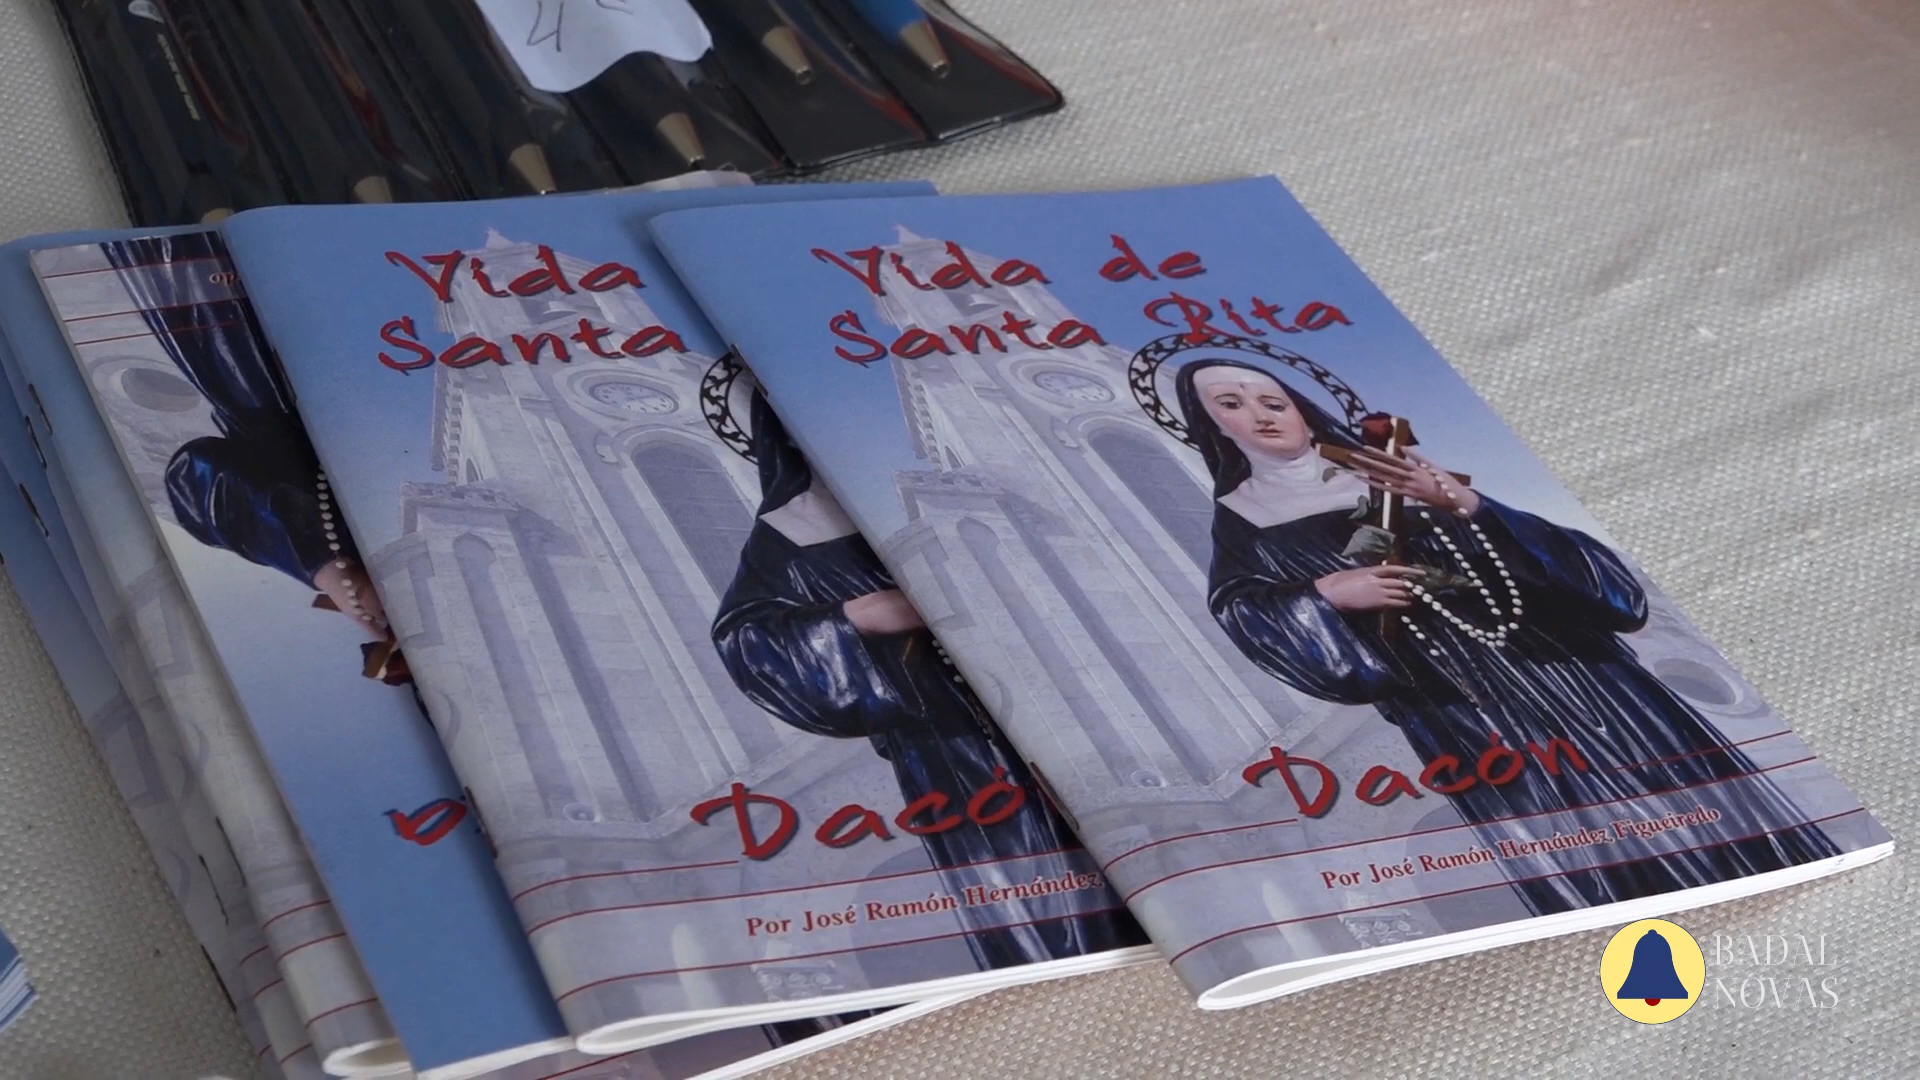 4€
Vida
Santa
Dacó
Por José Ramón Hernández
Vida de
Santa Rita
Dacón
Por José Ramón Hernández Figueiredo
BADAL
NOVAS